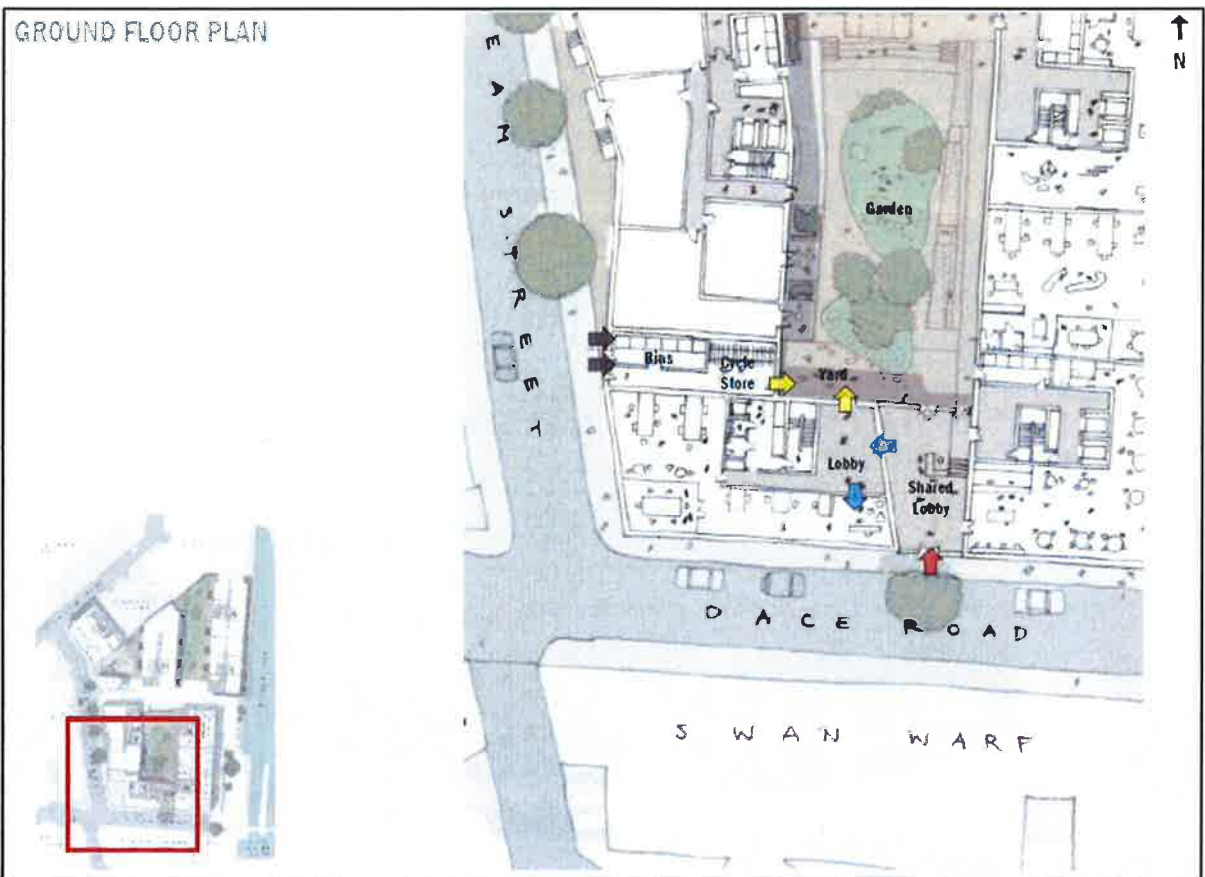 GROUND FLOOR PLAN
N
EAM STREET
Garden
Bins
Cycle
Store
Yard
Lobby
Shared
Lobby
DACE ROAD
SWAN WARF